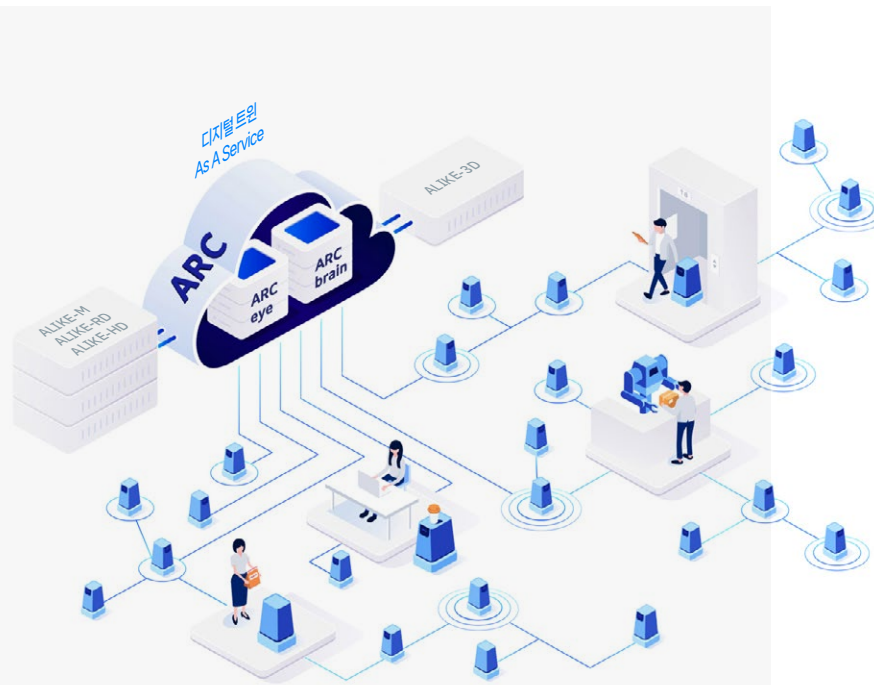 디지털 트윈
As A Service
ALIKE-3D
ARC
ARC
eye
ARC
brain
ALIKE-M
ALIKE-RD
ALIKE-HD